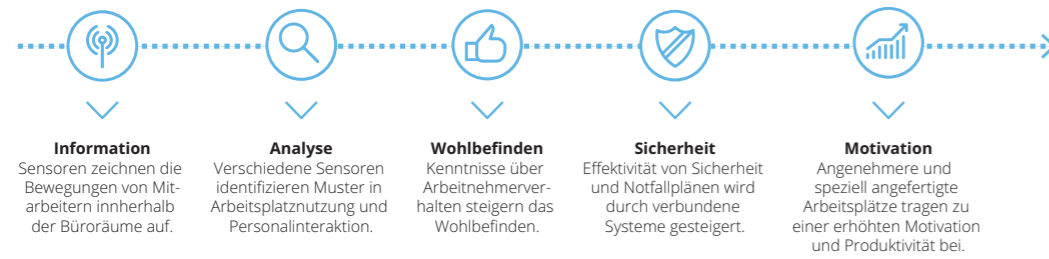 Information
Sensoren zeichnen die
Bewegungen von Mit-
arbeitern innherhalb
der Büroräume auf.
Analyse
Verschiedene Sensoren
identifizieren Muster in
Arbeitsplatznutzung und
Personalinteraktion.
Wohlbefinden
Kenntnisse über
Arbeitnehmerver-
halten steigern das
Wohlbefinden.
Sicherheit
Effektivität von Sicherheit
und Notfallplänen wird
durch verbundene
Systeme gesteigert.
Motivation
Angenehmere und
speziell angefertigte
Arbeitsplätze tragen zu
einer erhöhten Motivation
und Produktivität bei.